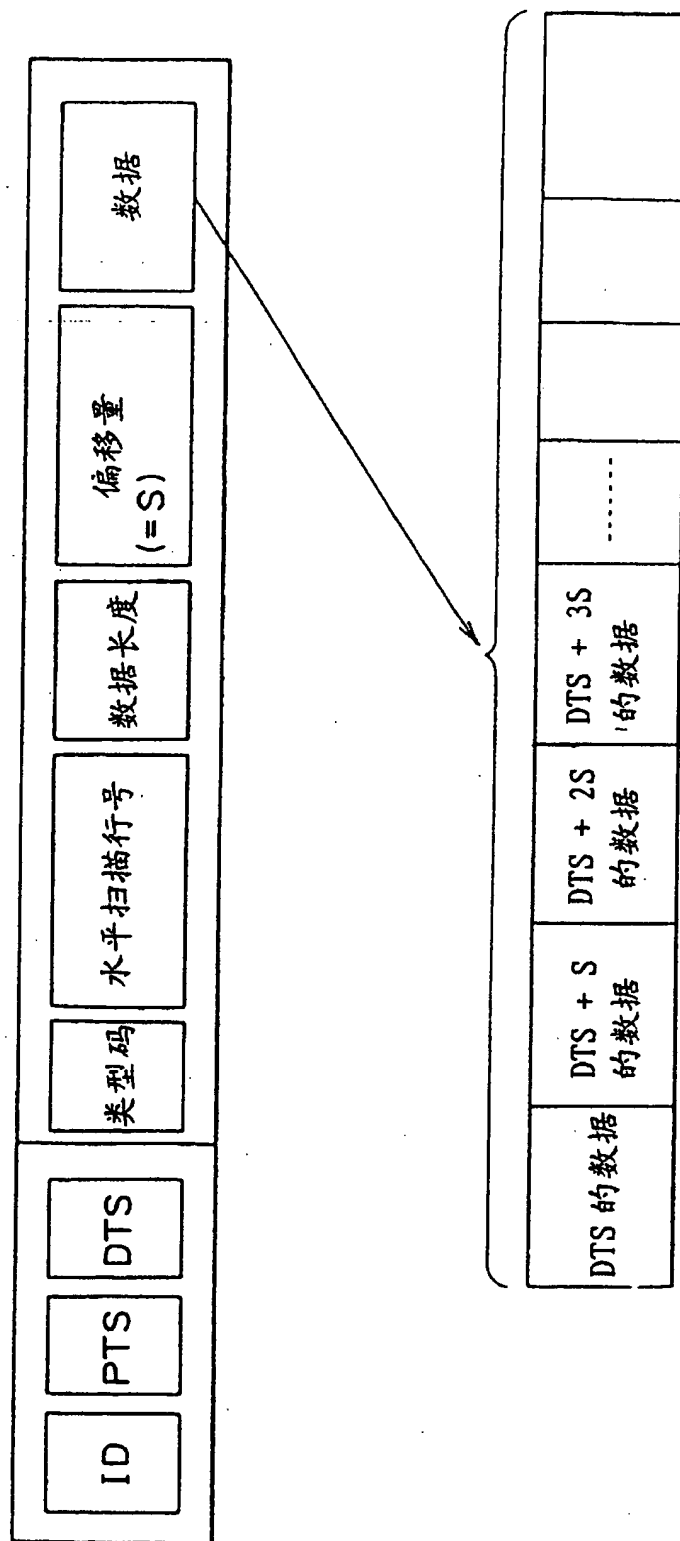 ID
PTS
DTS
类型码
水平扫描行号
数据长度
偏移量
(=S)
数据
DTS 的数据
DTS + S
的数据
DTS + 2S
的数据
DTS + 3S
的数据
........